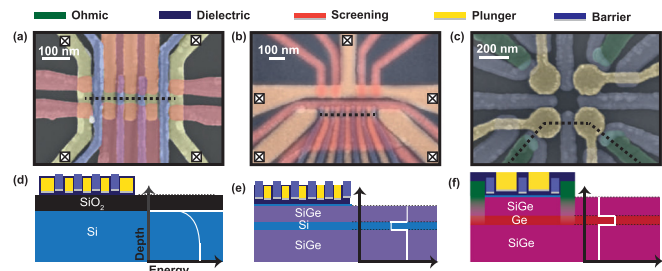 Ohmic Dielectric Screening Plunger Barrier
(a) (b) (c)
100 nm 100 nm 200 nm
(d) (e) (f)
SiO2
Si
Depth
Energy
SiGe
Si
SiGe
SiGe
Ge
SiGe